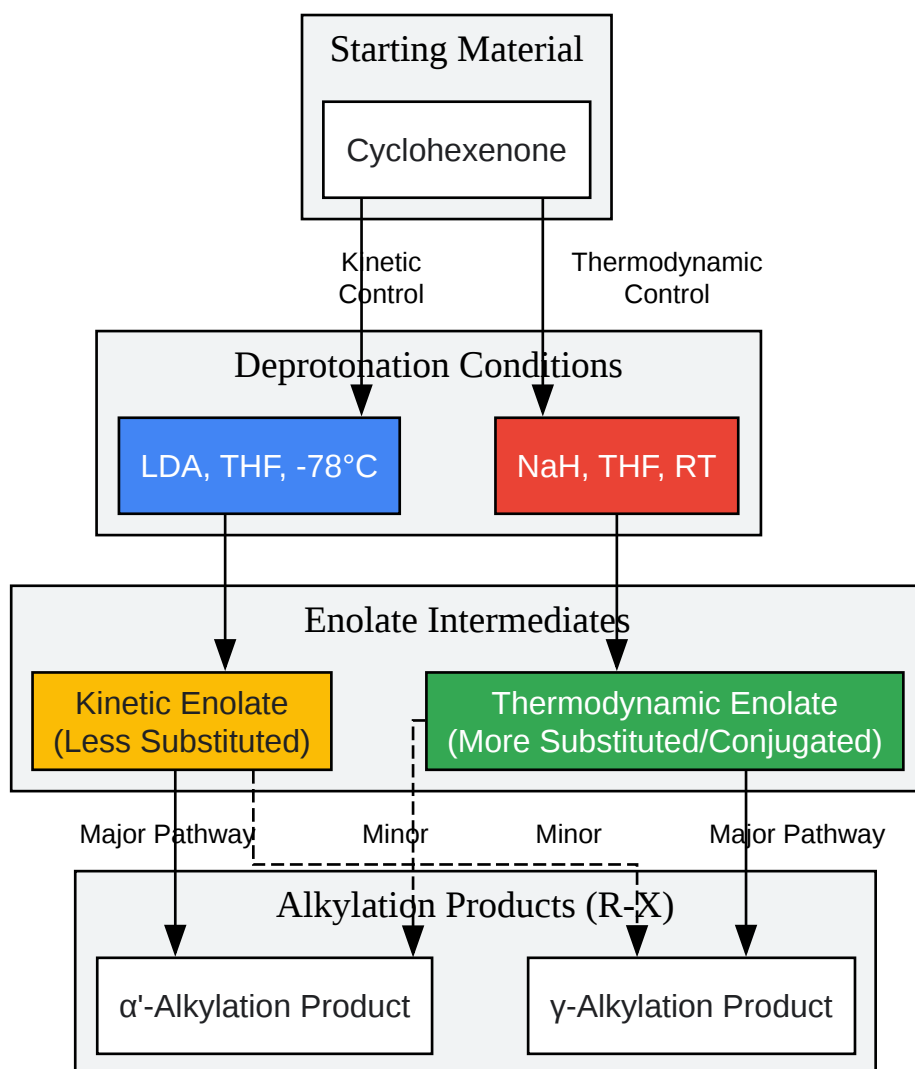 Starting Material
Cyclohexenone
Kinetic
Control
Thermodynamic
Control
Deprotonation Conditions
LDA, THF, -78°C
NaH, THF, RT
Enolate Intermediates
Kinetic Enolate
(Less Substituted)
Thermodynamic Enolate
(More Substituted/Conjugated)
Major Pathway
Minor
Minor
Major Pathway
Alkylation Products (R-X)
α'-Alkylation Product
γ-Alkylation Product